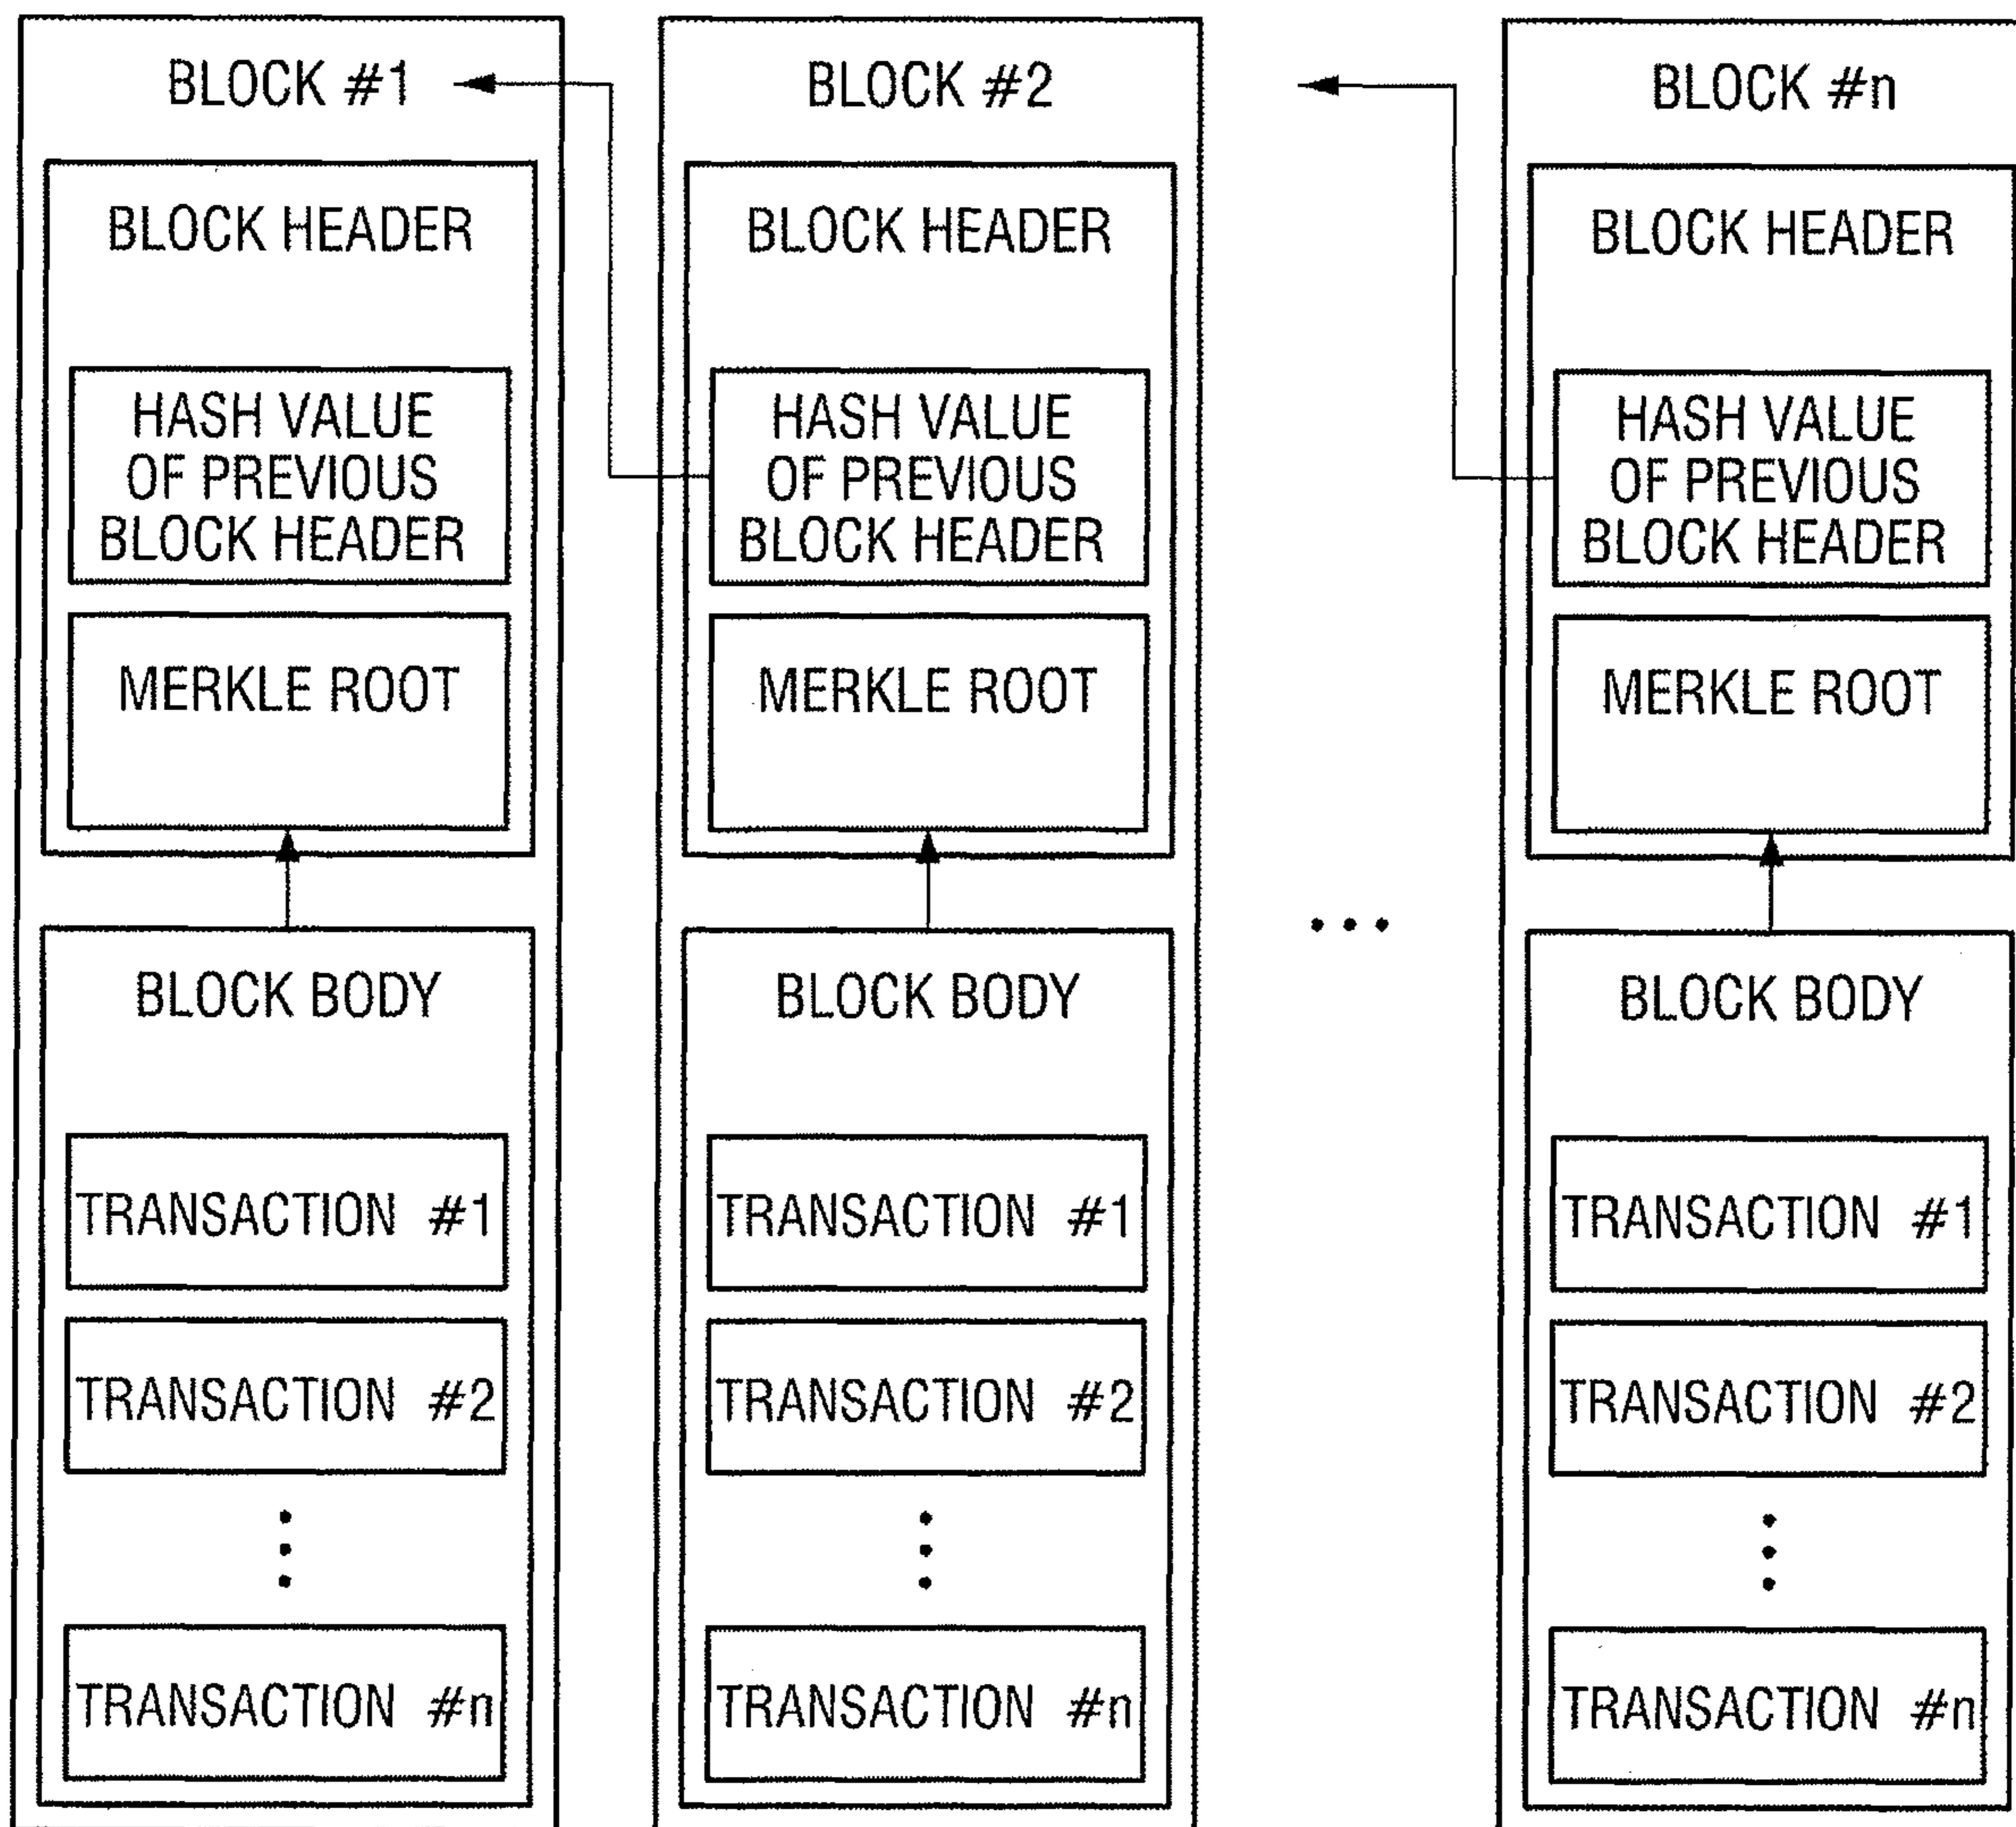 BLOCK #1
BLOCK HEADER
HASH VALUE
OF PREVIOUS
BLOCK HEADER
MERKLE ROOT
BLOCK BODY
TRANSACTION #1
TRANSACTION #2
TRANSACTION #n
BLOCK #2
BLOCK HEADER
HASH VALUE
OF PREVIOUS
BLOCK HEADER
MERKLE ROOT
BLOCK BODY
TRANSACTION #1
TRANSACTION #2
TRANSACTION #n
BLOCK #n
BLOCK HEADER
HASH VALUE
OF PREVIOUS
BLOCK HEADER
MERKLE ROOT
BLOCK BODY
TRANSACTION #1
TRANSACTION #2
TRANSACTION #n